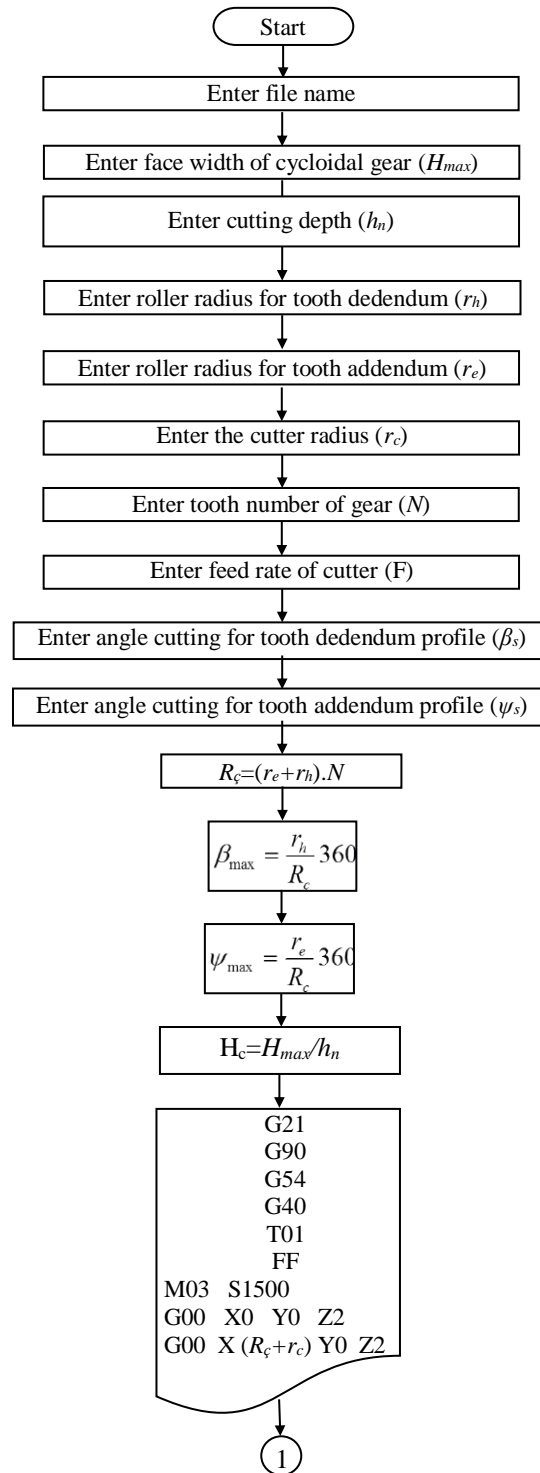 Start
Enter file name
Enter face width of cycloidal gear (Hmax)
Enter cutting depth (hn)
Enter roller radius for tooth dedendum (rh)
Enter roller radius for tooth addendum (re)
Enter the cutter radius (rc)
Enter tooth number of gear (N)
Enter feed rate of cutter (F)
Enter angle cutting for tooth dedendum profile (βs)
Enter angle cutting for tooth addendum profile (ψs)
Rç=(re+rh).N
βmax = rh/Rc 360
ψmax = re/Rc 360
Hc=Hmax/hn
G21
G90
G54
G40
T01
FF
M03 S1500
G00 X0 Y0 Z2
G00 X (Rç+rc) Y0 Z2
1